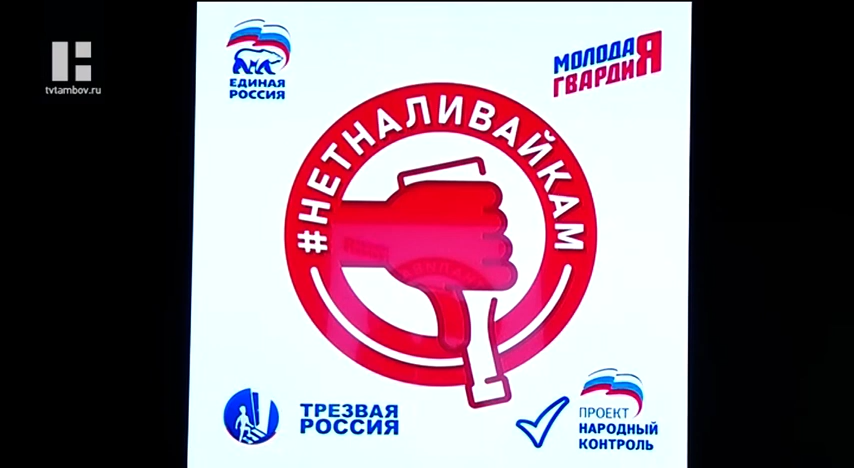 tvtambov.ru
ЕДИНАЯ
РОССИЯ
МОЛОДАЯ
ГВАРДИЯ
#НЕТНАЛИВАЙКАМ
ТРЕЗВАЯ
РОССИЯ
ПРОЕКТ
НАРОДНЫЙ
КОНТРОЛЬ